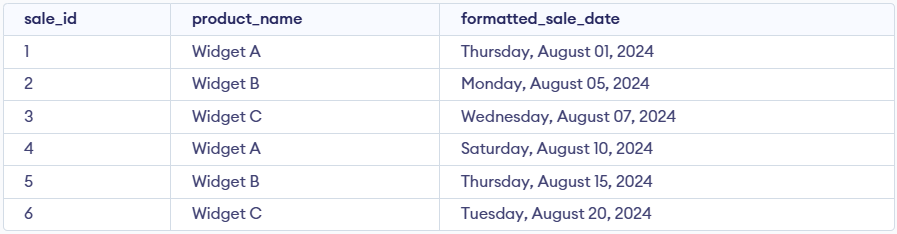 sale_id product_name formatted_sale_date
1 Widget A Thursday, August 01, 2024
2 Widget B Monday, August 05, 2024
3 Widget C Wednesday, August 07, 2024
4 Widget A Saturday, August 10, 2024
5 Widget B Thursday, August 15, 2024
6 Widget C Tuesday, August 20, 2024